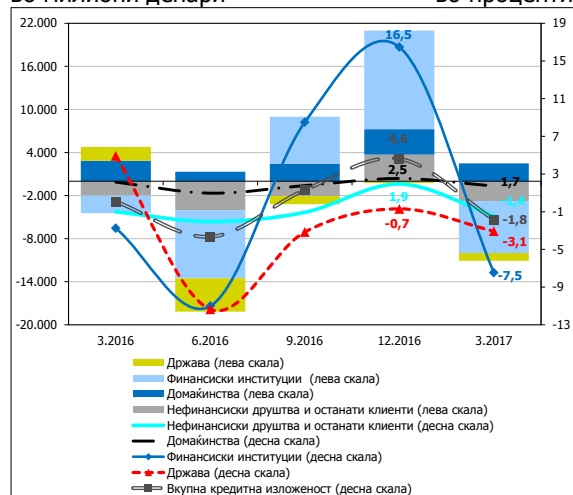 во милиони денари во проценти
22.000 19
16.000 15
10.000 11
4.000 7
-2.000 3
-8.000 -1
-14.000 -5
-20.000 -9
-13
16,5
4,6
2,5
1,9
-0,7
1,7
-1,4
-1,8
-3,1
-7,5
3.2016 6.2016 9.2016 12.2016 3.2017
Држава (лева скала)
Финансиски институции (лева скала)
Домаќинства (лева скала)
Нефинансиски друштва и останати клиенти (лева скала)
Нефинансиски друштва и останати клиенти (десна скала)
Домаќинства (десна скала)
Финансиски институции (десна скала)
Држава (десна скала)
Вкупна кредитна изложеност (десна скала)